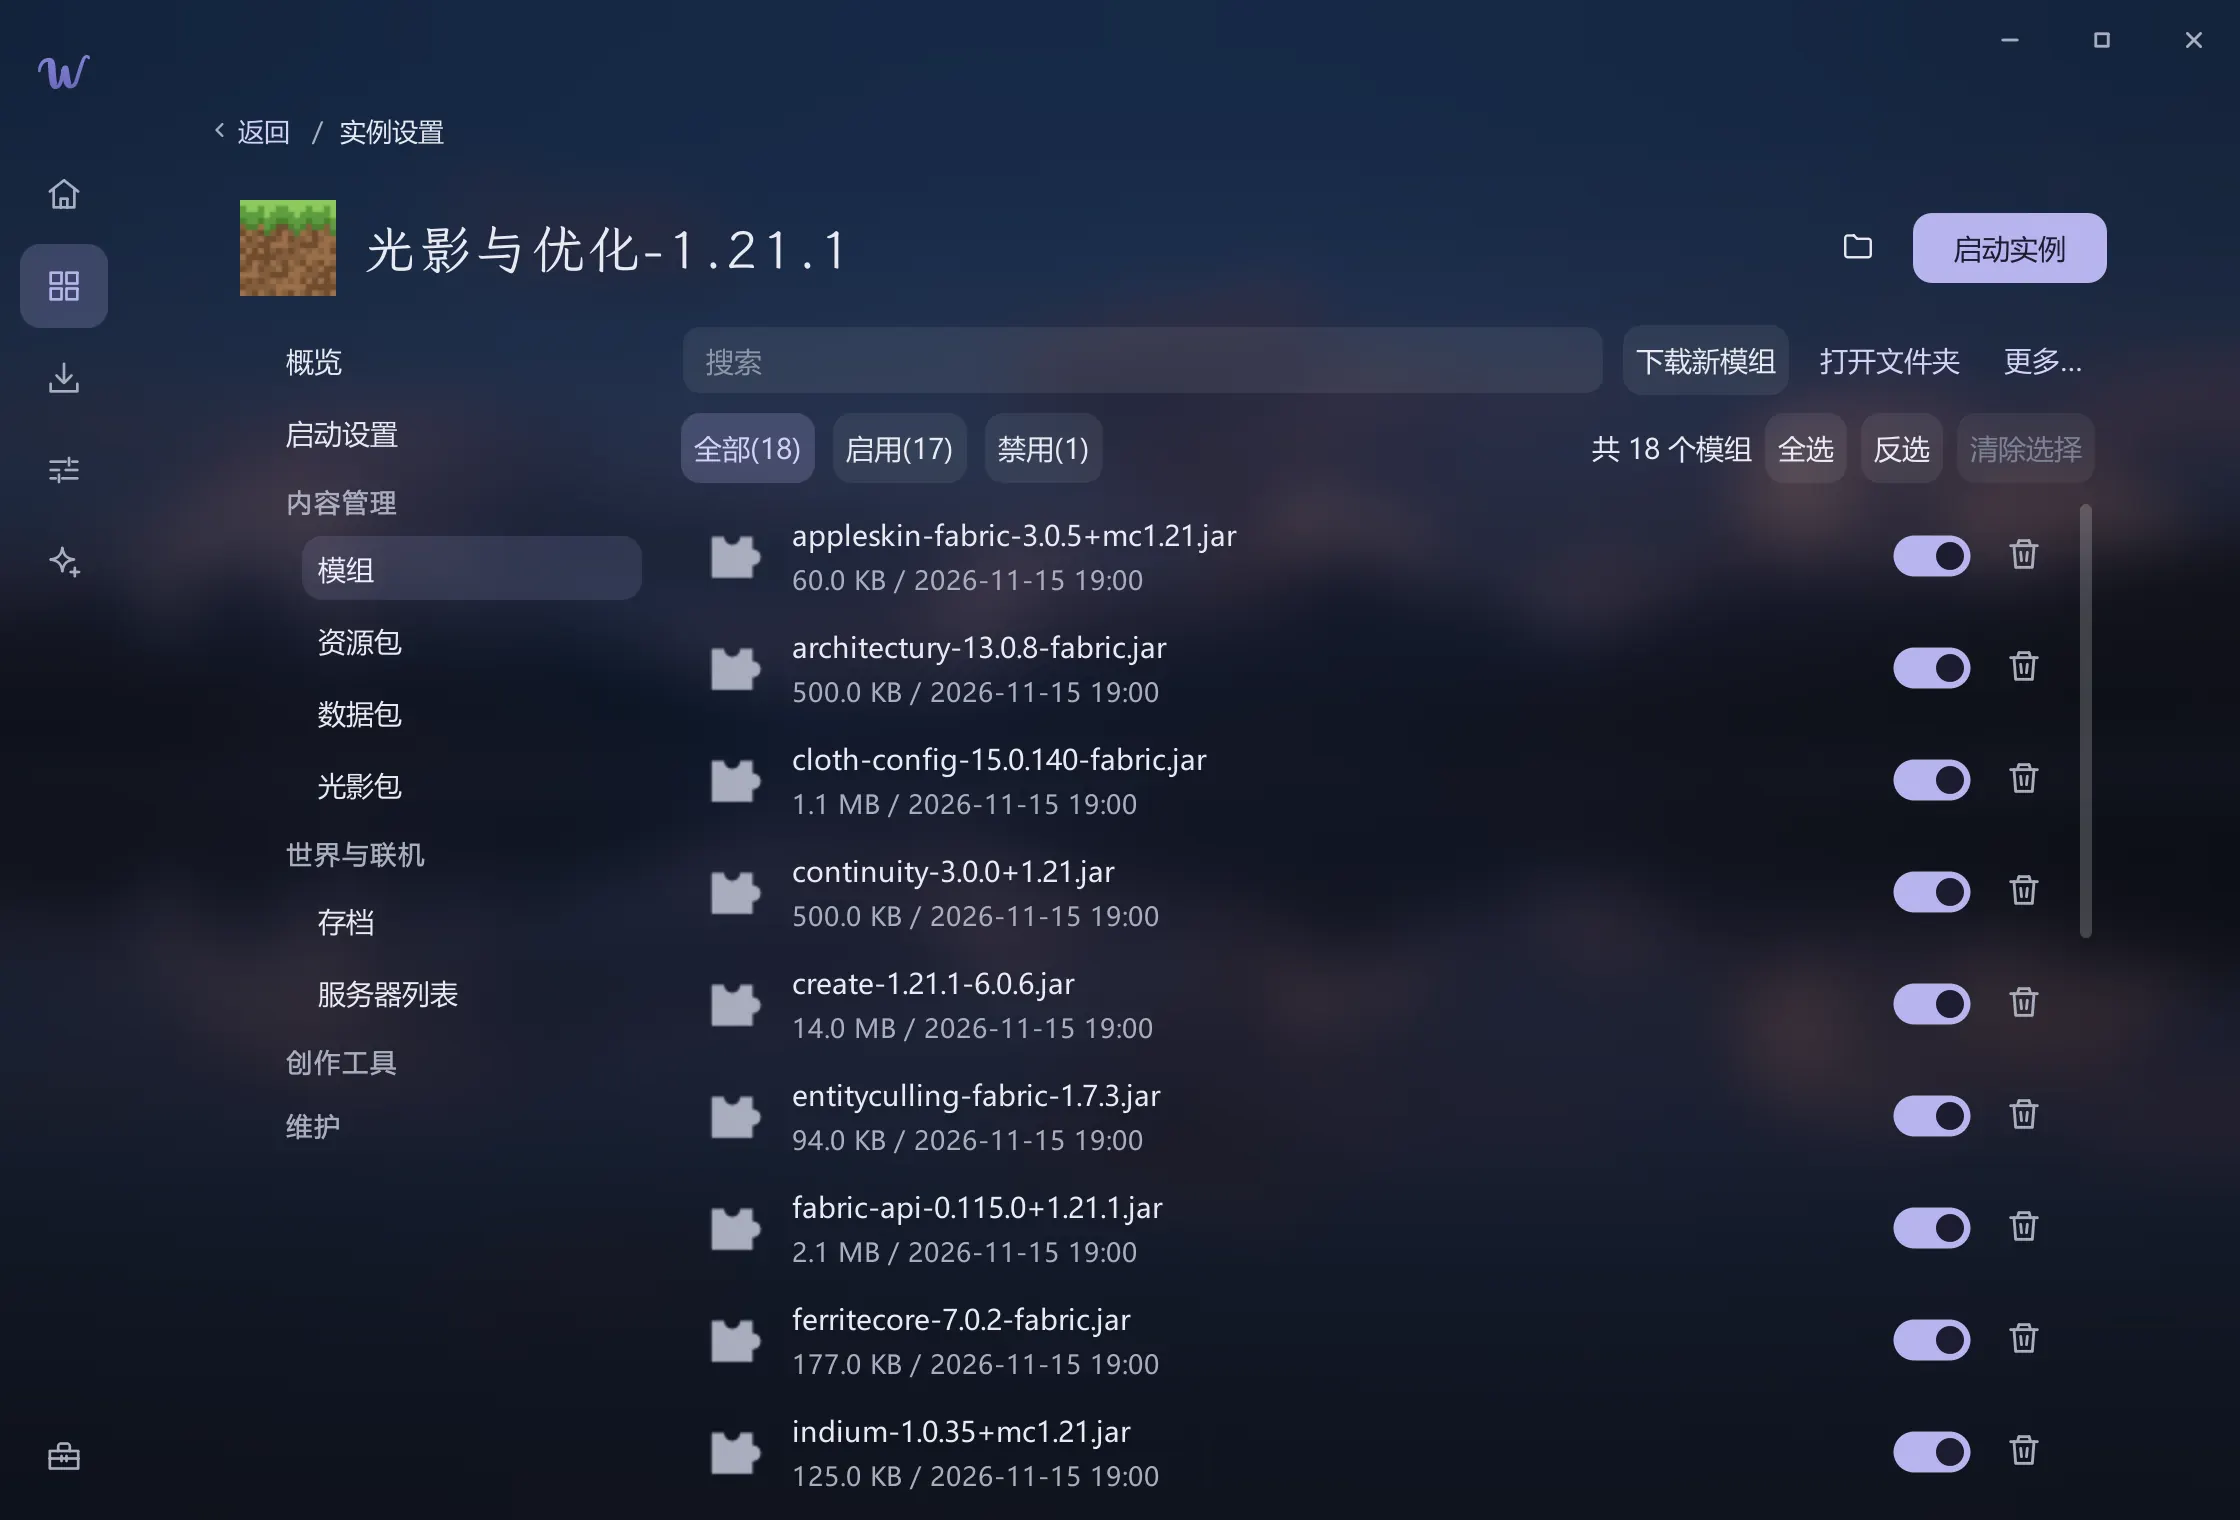 W
返回 / 实例设置
光影与优化-1.21.1
启动实例
概览
启动设置
内容管理
模组
资源包
数据包
光影包
世界与联机
存档
服务器列表
创作工具
维护
搜索
下载新模组
打开文件夹
更多...
全部(18)
启用(17)
禁用(1)
共 18 个模组
全选
反选
清除选择
appleskin-fabric-3.0.5+mc1.21.jar
60.0 KB / 2026-11-15 19:00
architectury-13.0.8-fabric.jar
500.0 KB / 2026-11-15 19:00
cloth-config-15.0.140-fabric.jar
1.1 MB / 2026-11-15 19:00
continuity-3.0.0+1.21.jar
500.0 KB / 2026-11-15 19:00
create-1.21.1-6.0.6.jar
14.0 MB / 2026-11-15 19:00
entityculling-fabric-1.7.3.jar
94.0 KB / 2026-11-15 19:00
fabric-api-0.115.0+1.21.1.jar
2.1 MB / 2026-11-15 19:00
ferritecore-7.0.2-fabric.jar
177.0 KB / 2026-11-15 19:00
indium-1.0.35+mc1.21.jar
125.0 KB / 2026-11-15 19:00